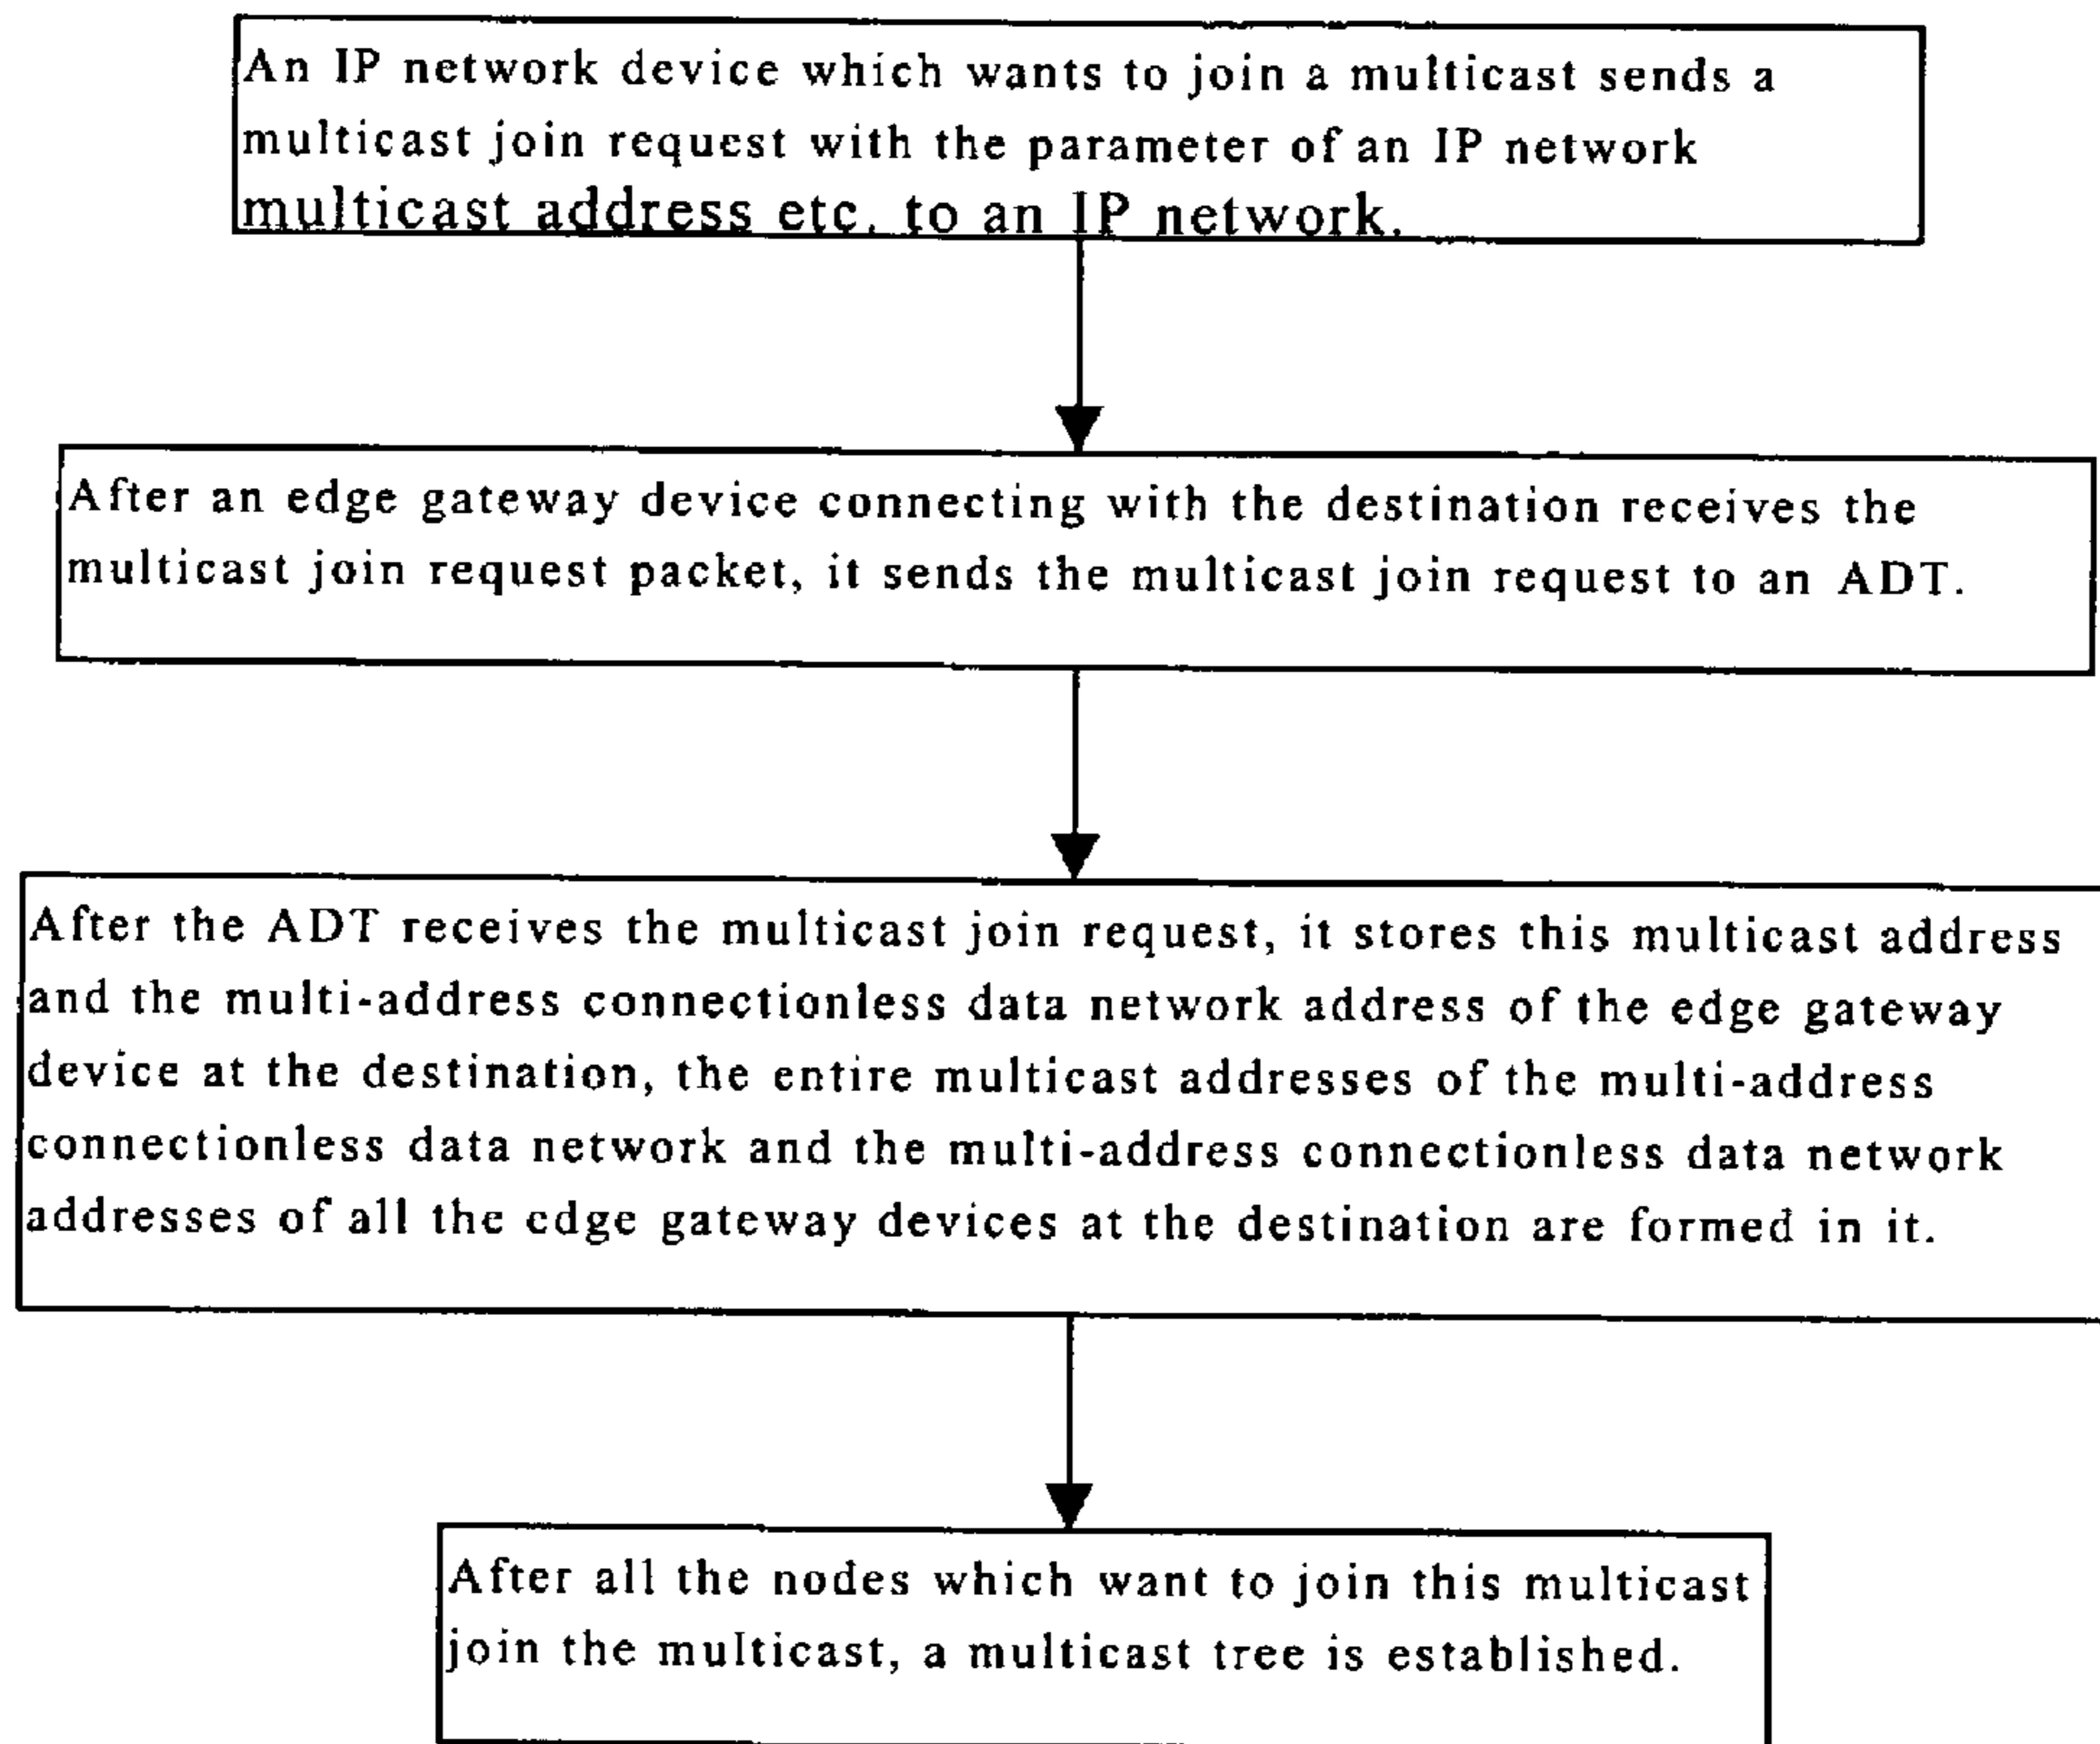 An IP network device which wants to join a multicast sends a
multicast join request with the parameter of an IP network
multicast address etc. to an IP network.
After an edge gateway device connecting with the destination receives the
multicast join request packet, it sends the multicast join request to an ADT.
After the ADT receives the multicast join request, it stores this multicast address
and the multi-address connectionless data network address of the edge gateway
device at the destination, the entire multicast addresses of the multi-address
connectionless data network and the multi-address connectionless data network
addresses of all the edge gateway devices at the destination are formed in it.
After all the nodes which want to join this multicast
join the multicast, a multicast tree is established.